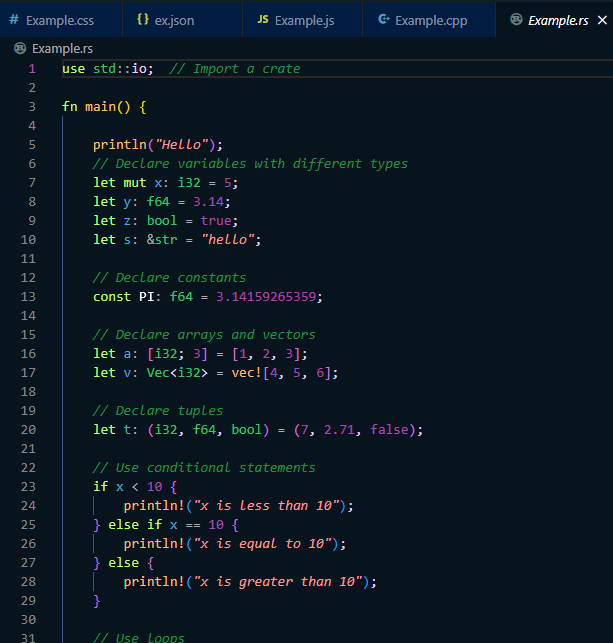 # Example.css {} ex.json JS Example.js C+ Example.cpp Example.rs ×
Example.rs
1 use std::io;  // Import a crate
2
3 fn main() {
4
5     println("Hello");
6     // Declare variables with different types
7     let mut x: i32 = 5;
8     let y: f64 = 3.14;
9     let z: bool = true;
10     let s: &str = "hello";
11
12     // Declare constants
13     const PI: f64 = 3.14159265359;
14
15     // Declare arrays and vectors
16     let a: [i32; 3] = [1, 2, 3];
17     let v: Vec<i32> = vec![4, 5, 6];
18
19     // Declare tuples
20     let t: (i32, f64, bool) = (7, 2.71, false);
21
22     // Use conditional statements
23     if x < 10 {
24         println!("x is less than 10");
25     } else if x == 10 {
26         println!("x is equal to 10");
27     } else {
28         println!("x is greater than 10");
29     }
30
31     // Use loops